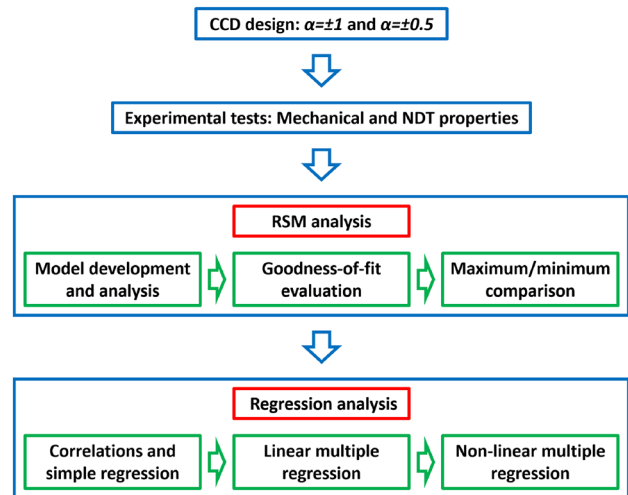 CCD design: α=±1 and α=±0.5
Experimental tests: Mechanical and NDT properties
RSM analysis
Model development
and analysis
Goodness-of-fit
evaluation
Maximum/minimum
comparison
Regression analysis
Correlations and
simple regression
Linear multiple
regression
Non-linear multiple
regression